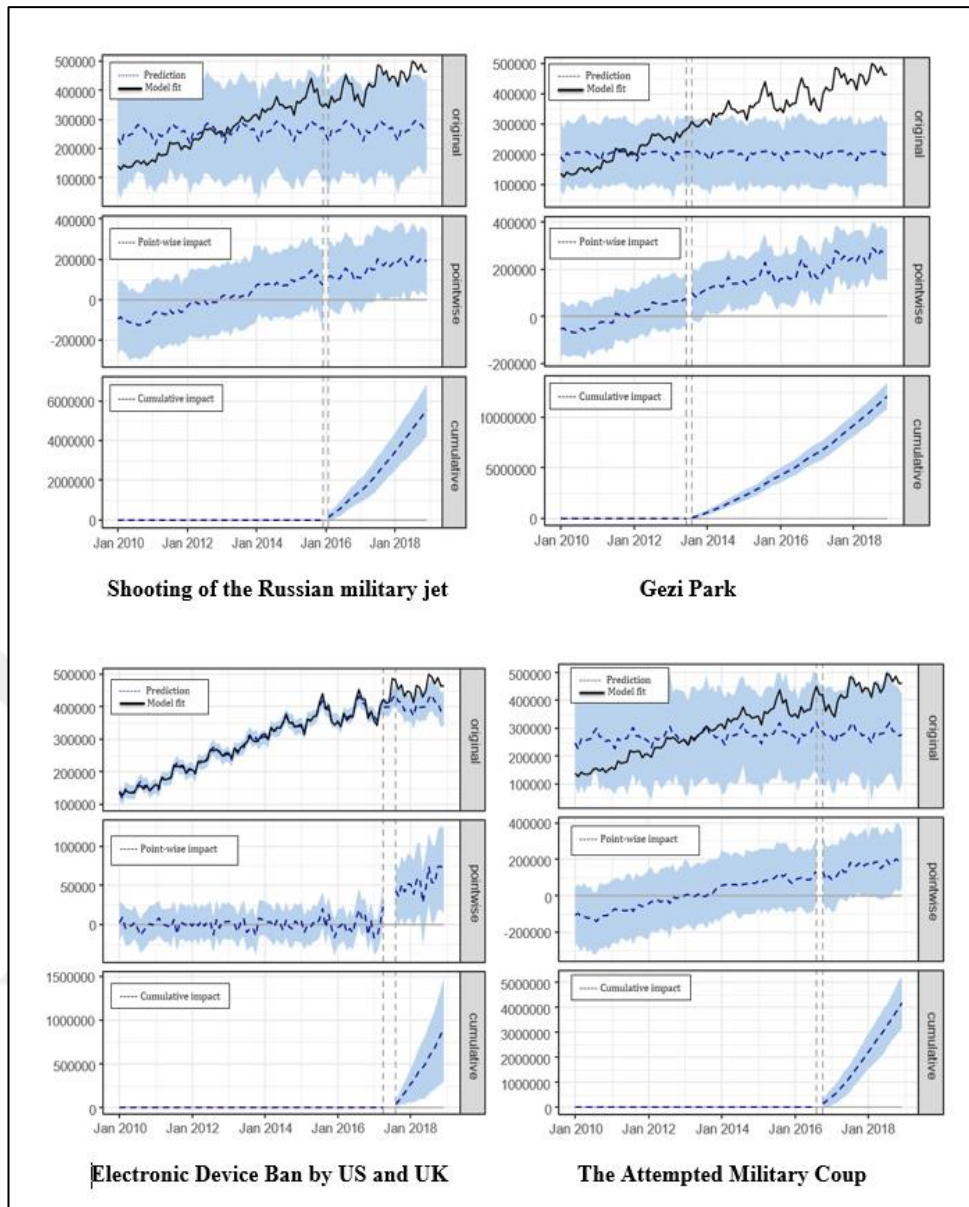 500000
400000
300000
200000
100000
Prediction
Model fit
original
400000
200000
0
-200000
Point-wise impact
pointwise
6000000
4000000
2000000
0
Cumulative impact
cumulative
Jan 2010 Jan 2012 Jan 2014 Jan 2016 Jan 2018
Shooting of the Russian military jet
500000
400000
300000
200000
100000
0
Prediction
Model fit
original
400000
200000
0
-200000
Point-wise impact
pointwise
10000000
5000000
0
Cumulative impact
cumulative
Jan 2010 Jan 2012 Jan 2014 Jan 2016 Jan 2018
Gezi Park
500000
400000
300000
200000
100000
Prediction
Model fit
original
100000
50000
0
Point-wise impact
pointwise
1500000
1000000
500000
0
Cumulative impact
cumulative
Jan 2010 Jan 2012 Jan 2014 Jan 2016 Jan 2018
Electronic Device Ban by US and UK
500000
400000
300000
200000
100000
Prediction
Model fit
original
400000
200000
0
-200000
Point-wise impact
pointwise
5000000
4000000
3000000
2000000
1000000
0
Cumulative impact
cumulative
Jan 2010 Jan 2012 Jan 2014 Jan 2016 Jan 2018
The Attempted Military Coup